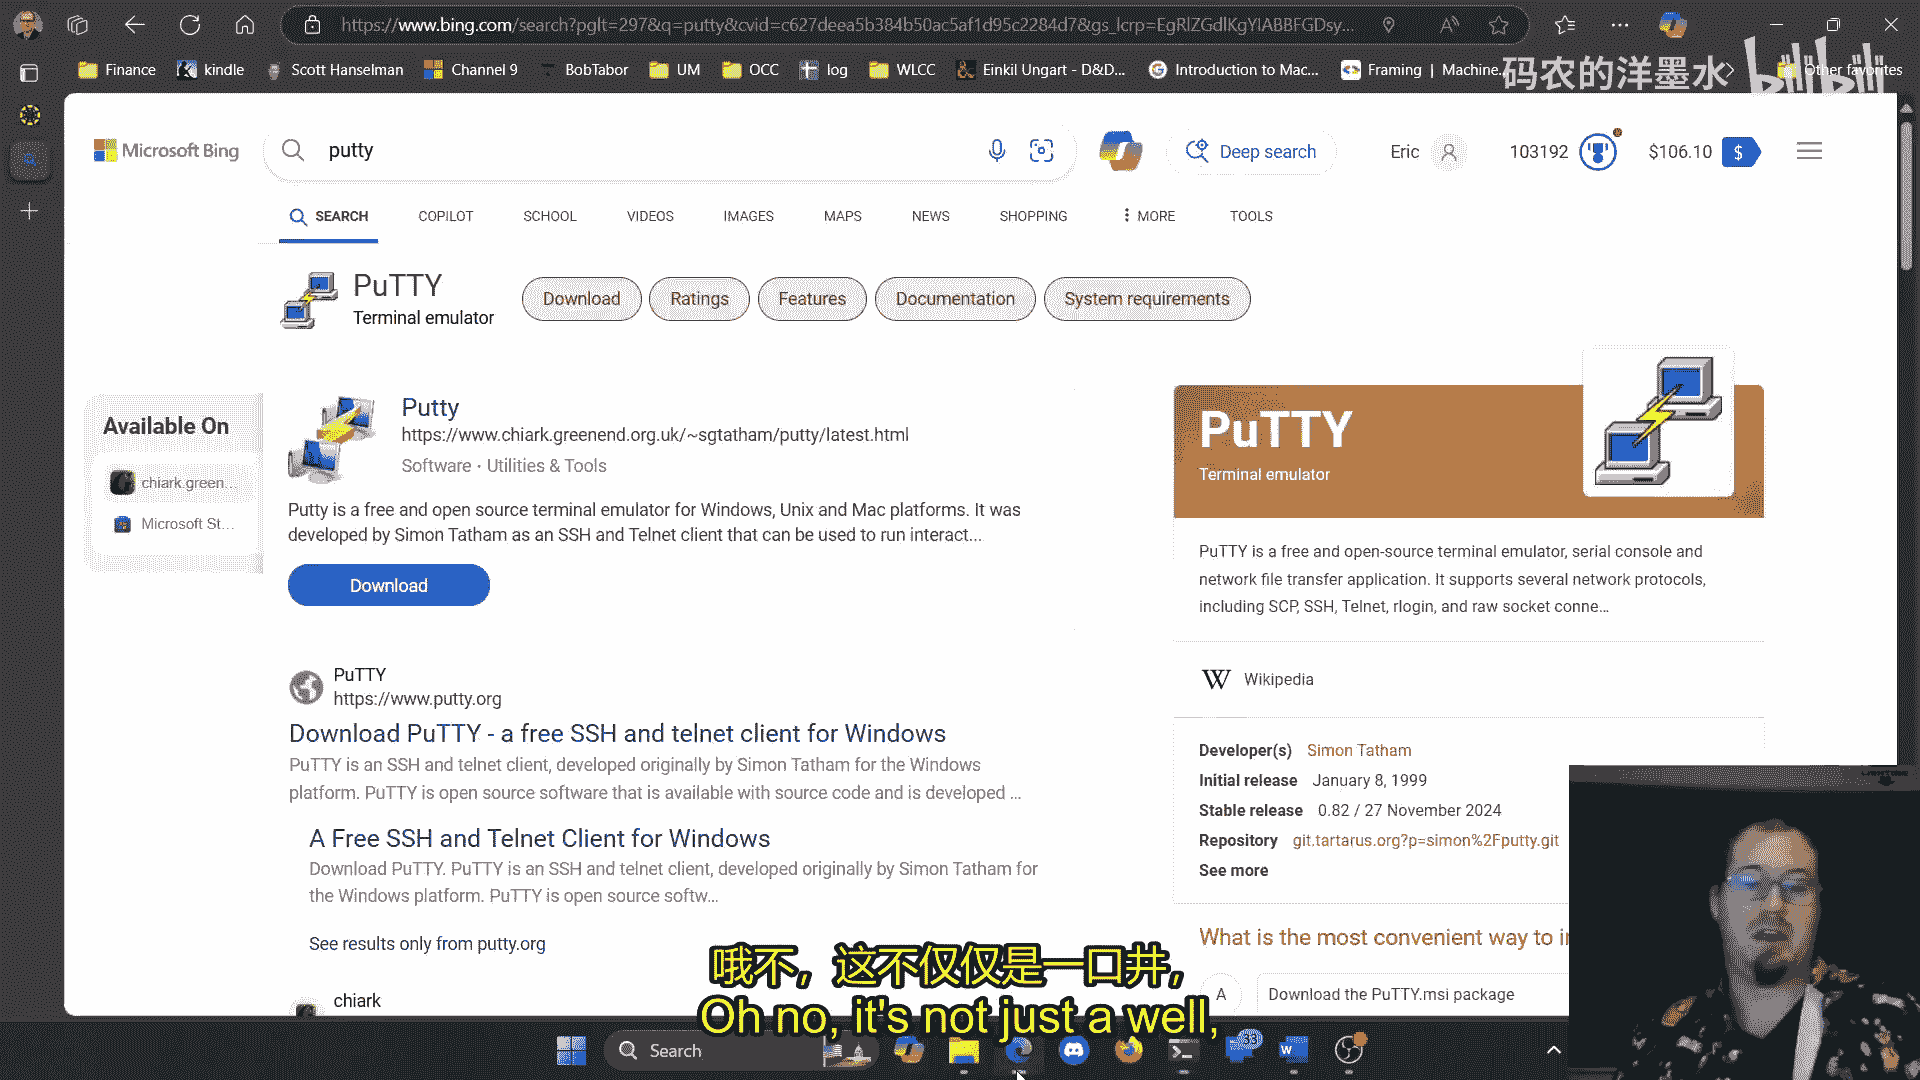 https://www.bing.com/search?pglt=297&q=putty&cvid=c627deea5b384b50ac5af1d95c2284d7&gs_lcrp=EgRlZGdlKgYIABBFGDsy...
Finance
kindle
Scott Hanselman
Channel 9
BobTabor
UM
OCC
log
WLCC
Einkil Ungart - D&D...
Introduction to Mac...
Framing | Machine...
Other favorites
码农的洋墨水
bilibili
Microsoft Bing
putty
Deep search
Eric
103192
$106.10
$
SEARCH
COPILOT
SCHOOL
VIDEOS
IMAGES
MAPS
NEWS
SHOPPING
MORE
TOOLS
PuTTY
Terminal emulator
Download
Ratings
Features
Documentation
System requirements
Available On
chiark.green...
Microsoft St...
Putty
https://www.chiark.greenend.org.uk/~sgtatham/putty/latest.html
Software · Utilities & Tools
Putty is a free and open source terminal emulator for Windows, Unix and Mac platforms. It was
developed by Simon Tatham as an SSH and Telnet client that can be used to run interact...
Download
PuTTY
https://www.putty.org
Download PuTTY - a free SSH and telnet client for Windows
PuTTY is an SSH and telnet client, developed originally by Simon Tatham for the Windows
platform. PuTTY is open source software that is available with source code and is developed ...
A Free SSH and Telnet Client for Windows
Download PuTTY. PuTTY is an SSH and telnet client, developed originally by Simon Tatham for
the Windows platform. PuTTY is open source softw...
See results only from putty.org
chiark
PuTTY
Terminal emulator
PuTTY is a free and open-source terminal emulator, serial console and
network file transfer application. It supports several network protocols,
including SCP, SSH, Telnet, rlogin, and raw socket conne...
W Wikipedia
Developer(s) Simon Tatham
Initial release January 8, 1999
Stable release 0.82 / 27 November 2024
Repository git.tartarus.org?p=simon%2Fputty.git
See more
What is the most convenient way to i
A
Download the PuTTY.msi package
哦不，这不仅仅是一口井，
Oh no, it's not just a well,
Search
33